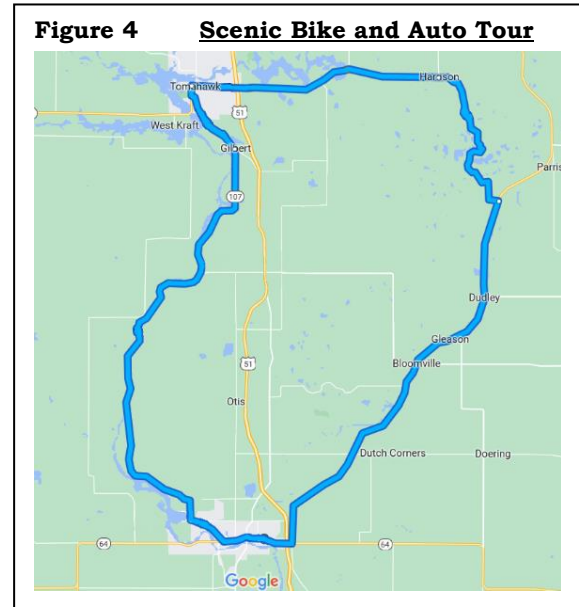 Figure 4 Scenic Bike and Auto Tour
Tomahawk
Harrison
51
West Kraft
Gilbert
Parris
107
Dudley
Gleason
51
Bloomville
Otis
Dutch Corners
Doering
64
64
Google